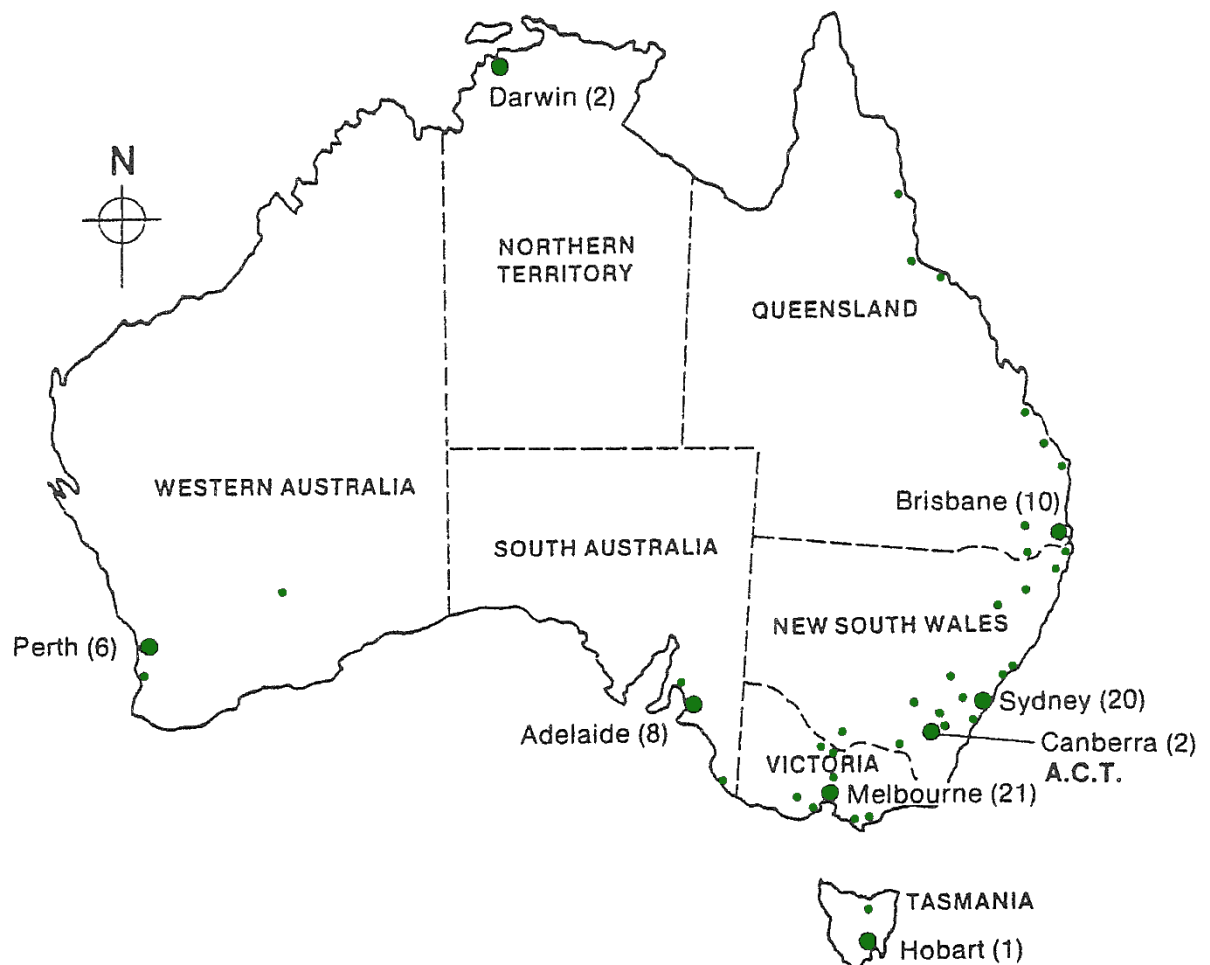 Darwin (2)
N
NORTHERN
TERRITORY
QUEENSLAND
WESTERN AUSTRALIA
Brisbane (10)
SOUTH AUSTRALIA
NEW SOUTH WALES
Perth (6)
Sydney (20)
Adelaide (8)
Canberra (2)
A.C.T.
VICTORIA
Melbourne (21)
TASMANIA
Hobart (1)